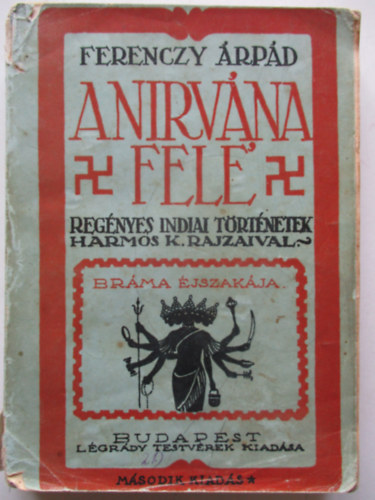 FERENCZY ÁRPÁD
A NIRVÁNA
FELÉ
REGÉNYES INDIAI TÖRTÉNETEK
HARMOS K. RAJZAIVAL.
BRÁMA ÉJSZAKÁJA.
BUDAPEST
LÉGRÁDY TESTVÉREK KIADÁSA
MÁSODIK KIADÁS